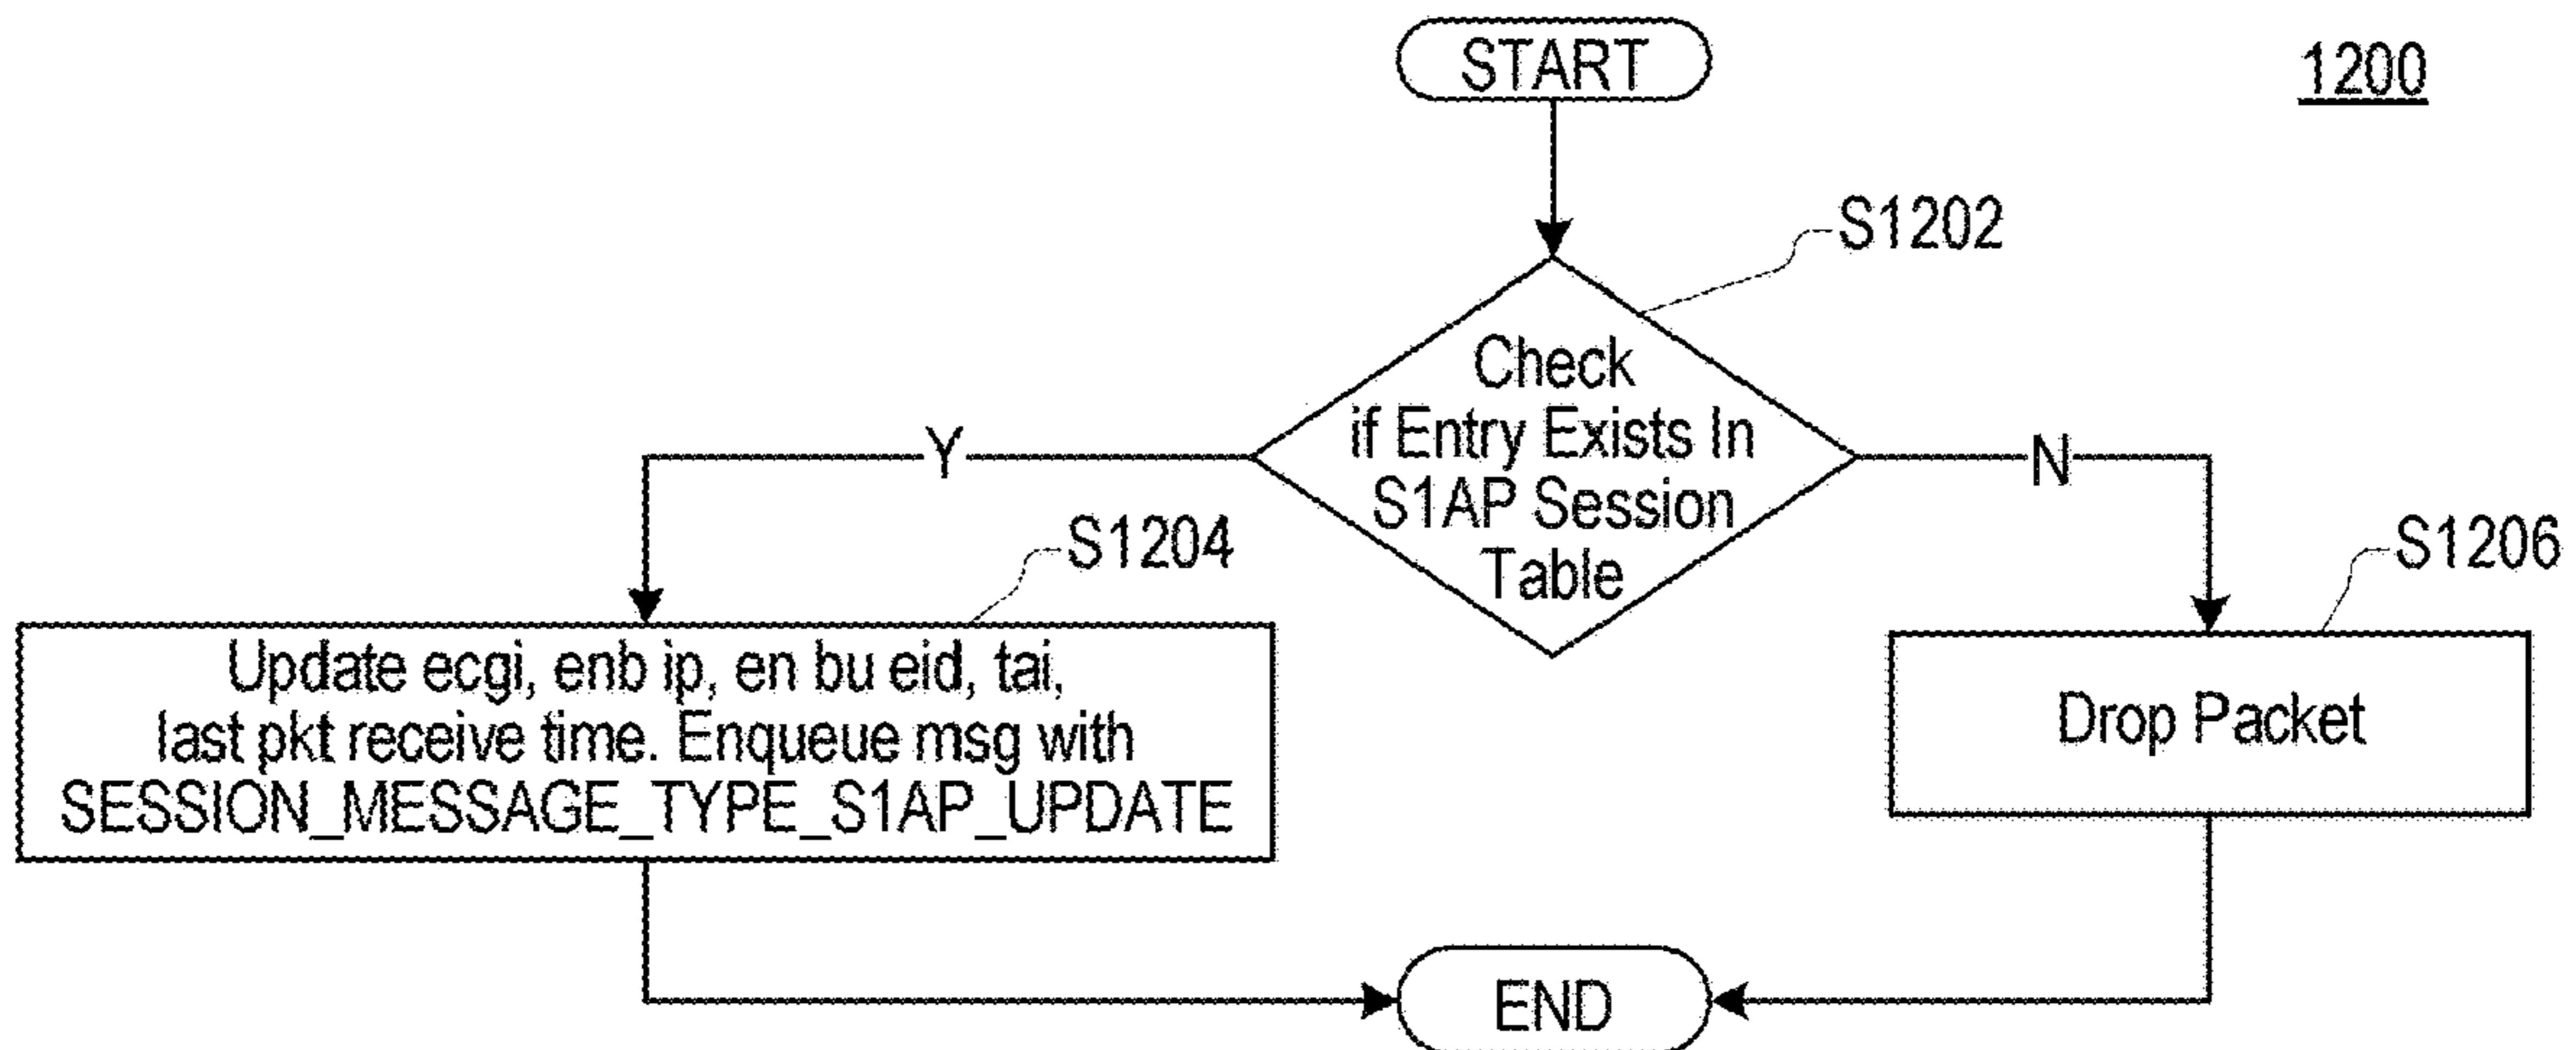 START
1200
S1202
Check
if Entry Exists In
S1AP Session
Table
Y
N
S1204
S1206
Update ecgi, enb ip, en bu eid, tai,
last pkt receive time. Enqueue msg with
SESSION_MESSAGE_TYPE_S1AP_UPDATE
Drop Packet
END